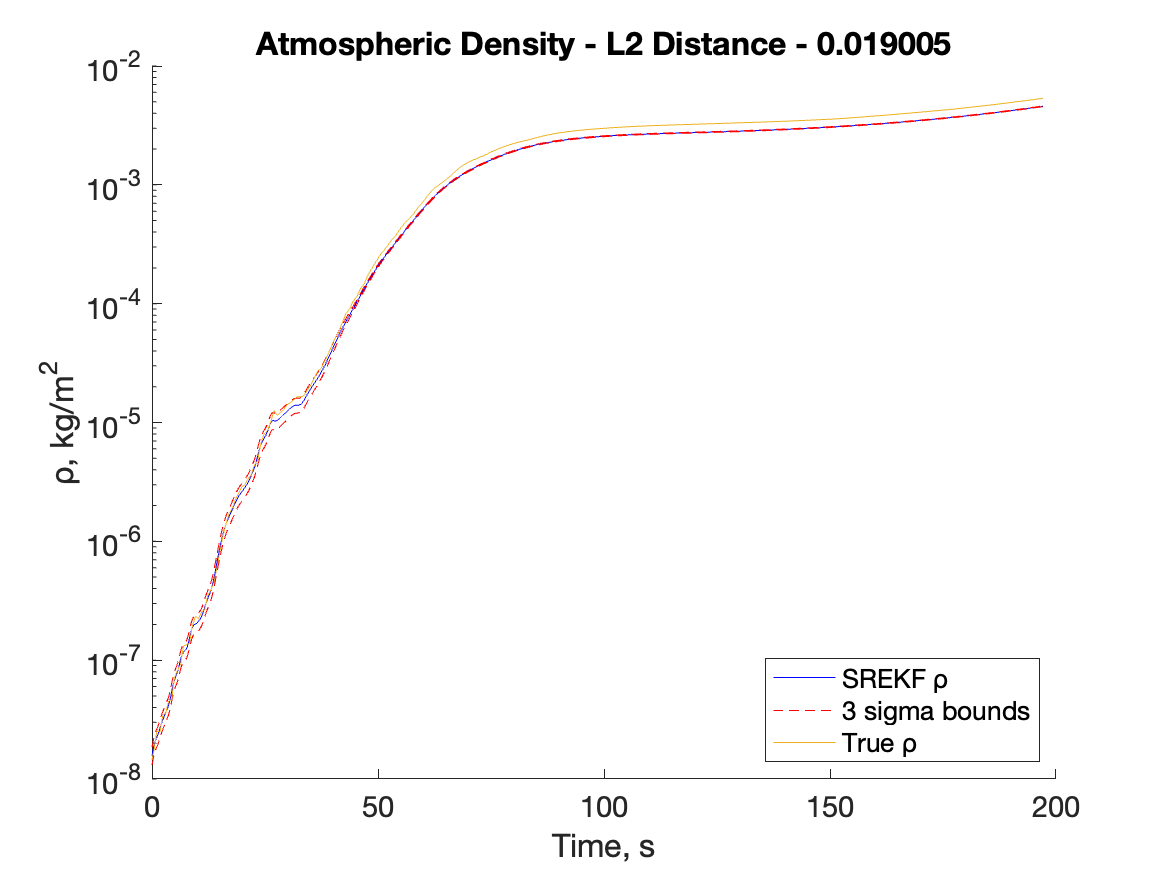 Atmospheric Density - L2 Distance - 0.019005
10⁻²
10⁻³
10⁻⁴
10⁻⁵
10⁻⁶
10⁻⁷
10⁻⁸
ρ, kg/m²
0
50
100
150
200
Time, s
SREKF ρ
3 sigma bounds
True ρ